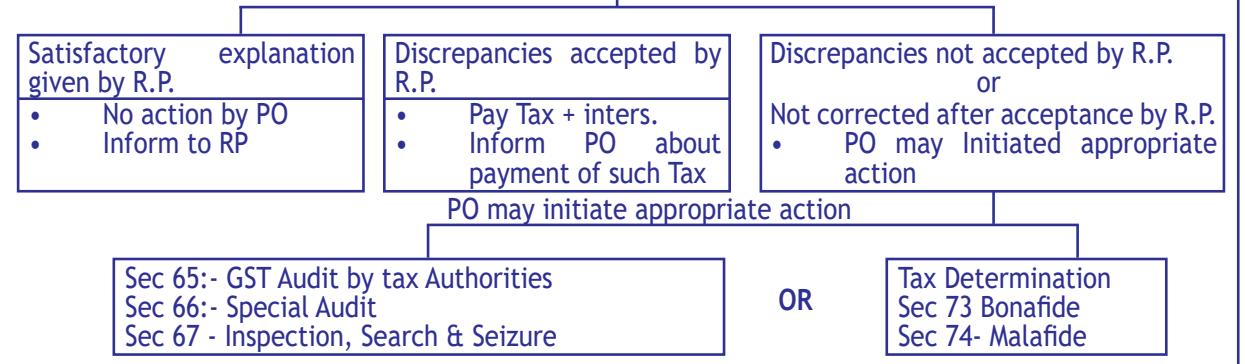 Satisfactory explanation
given by R.P.
• No action by PO
• Inform to RP
Discrepancies accepted by
R.P.
• Pay Tax + inters.
• Inform PO about
payment of such Tax
Discrepancies not accepted by R.P.
or
Not corrected after acceptance by R.P.
• PO may Initiated appropriate
action
PO may initiate appropriate action
Sec 65:- GST Audit by tax Authorities
Sec 66:- Special Audit
Sec 67 - Inspection, Search & Seizure
OR
Tax Determination
Sec 73 Bonafide
Sec 74- Malafide